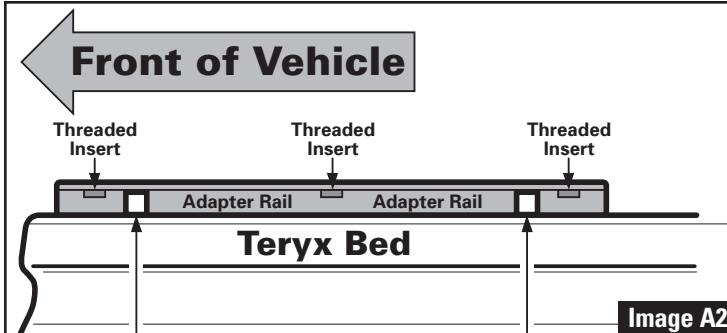 Front of Vehicle
Threaded Insert
Threaded Insert
Threaded Insert
Adapter Rail
Adapter Rail
Teryx Bed
Image A2